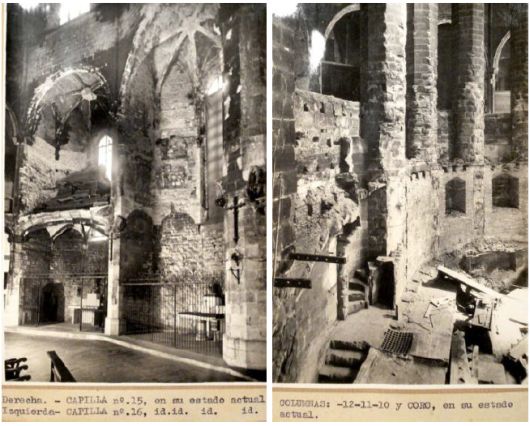 Derecha. - CAPILLA nº.15, en su estado actual
Izquierda- CAPILLA nº.16, id.id. id. id.
COLUMNAS: -12-11-10 y CORO, en su estado
actual.